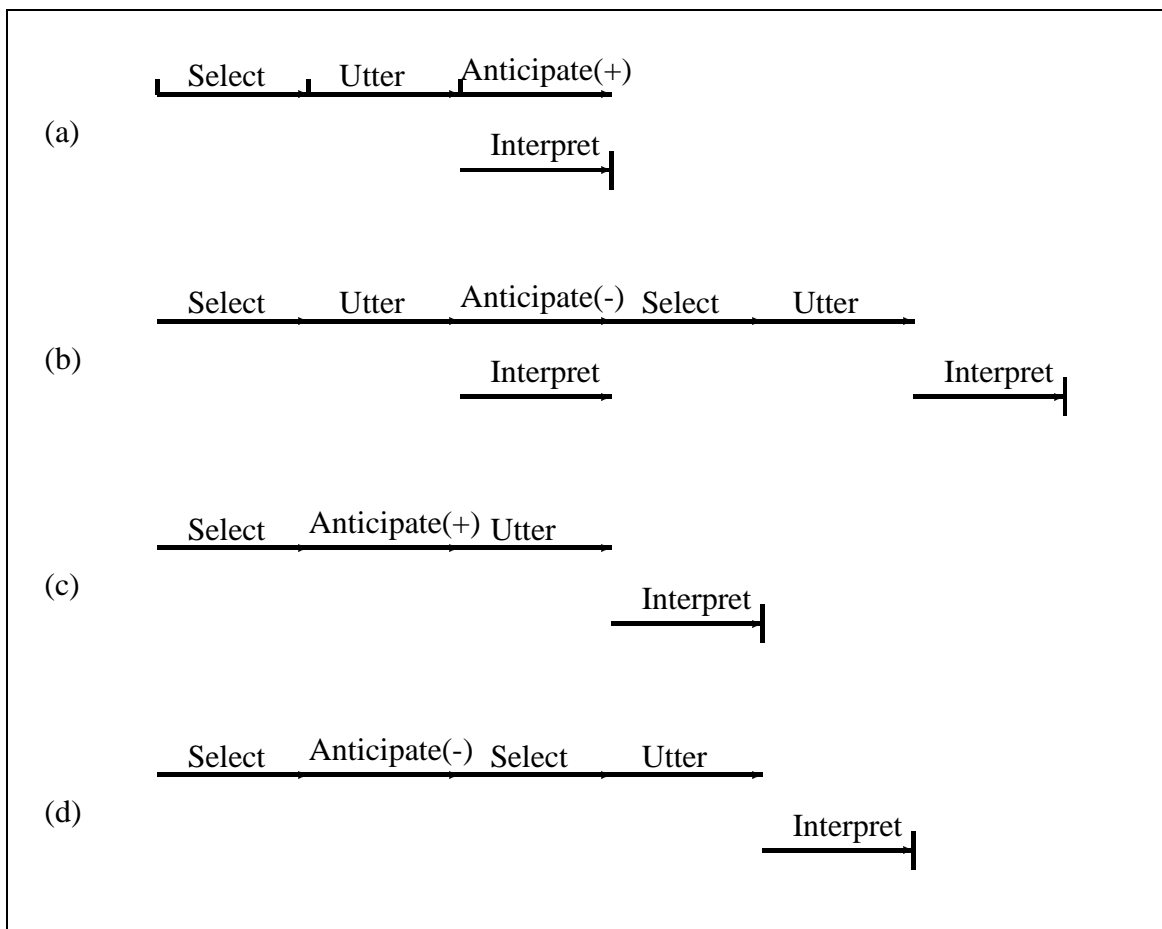 Select Utter Anticipate(+)
(a)
Interpret
Select Utter Anticipate(-) Select Utter
(b)
Interpret Interpret
Select Anticipate(+) Utter
(c)
Interpret
Select Anticipate(-) Select Utter
(d)
Interpret